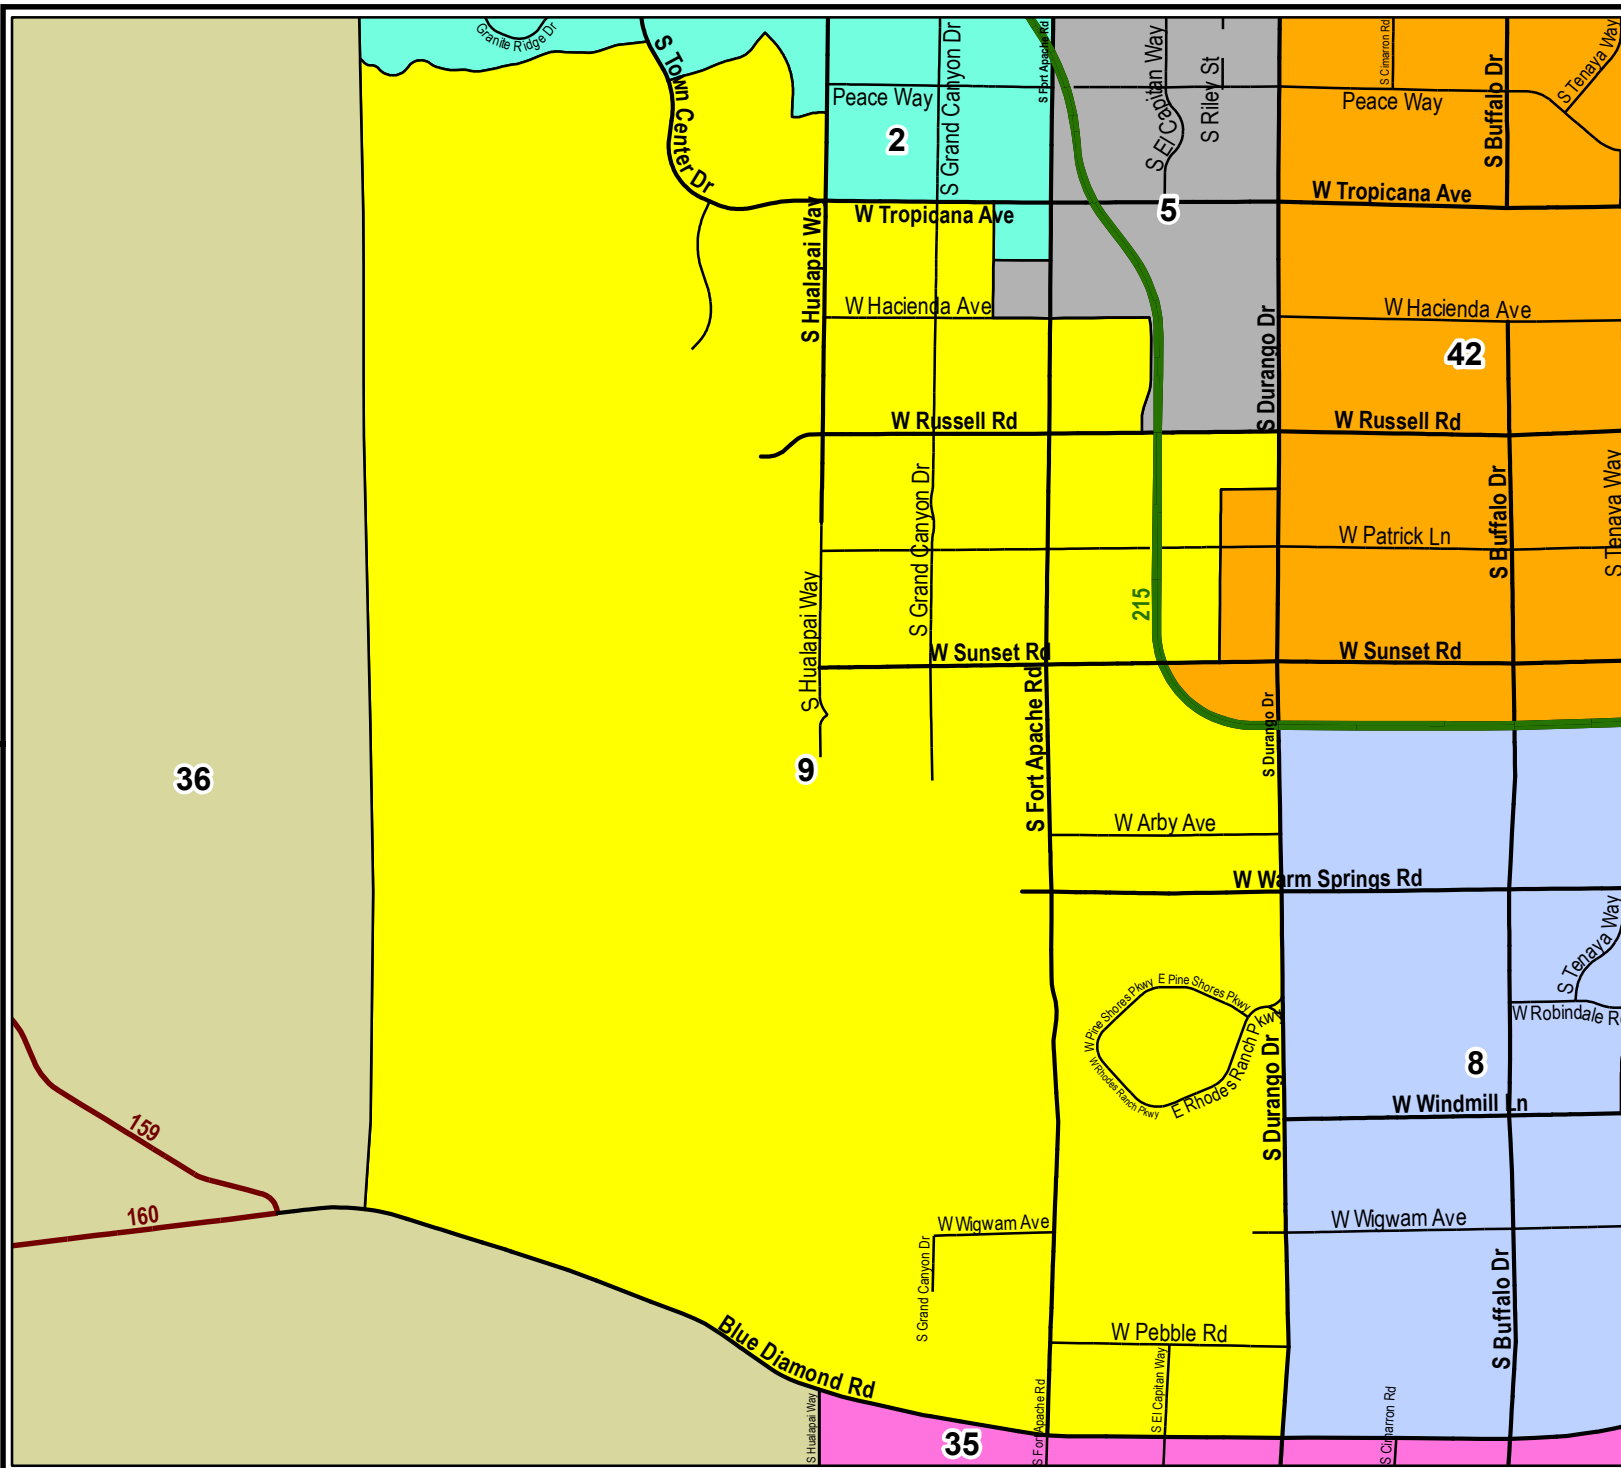 Granite Ridge Dr
S Town Center Dr
S Grand Canyon Dr
S Fort Apache Rd
S El Capitan Way
S Riley St
S Cimarron Rd
S Buffalo Dr
S Tenaya Way
Peace Way
Peace Way
2
5
W Tropicana Ave
W Tropicana Ave
S Hualapai Way
W Hacienda Ave
W Hacienda Ave
42
S Durango Dr
W Russell Rd
W Russell Rd
S Grand Canyon Dr
S Buffalo Dr
S Tenaya Way
W Patrick Ln
S Hualapai Way
215
W Sunset Rd
W Sunset Rd
S Fort Apache Rd
S Durango Dr
36
9
W Arby Ave
W Warm Springs Rd
S Tenaya Way
W Pine Shores Pkwy
E Pine Shores Pkwy
W Rhodes Ranch Pkwy
E Rhodes Ranch Pkwy
W Robindale R
S Durango Dr
8
W Windmill Ln
159
160
W Wigwam Ave
W Wigwam Ave
S Grand Canyon Dr
S Buffalo Dr
Blue Diamond Rd
W Pebble Rd
S El Capitan Way
S Hualapai Way
S Fort Apache Rd
S Cimarron Rd
35